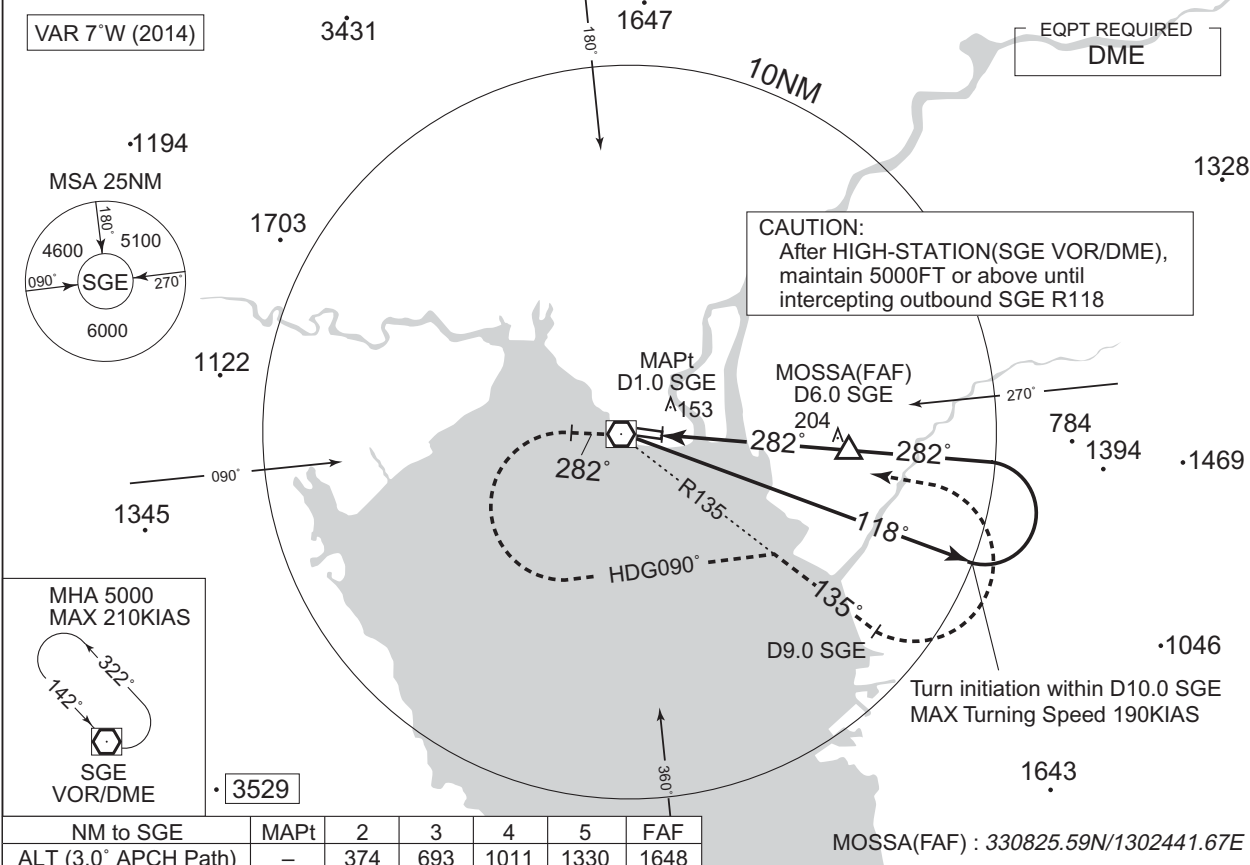 VAR 7˚W (2014)
3431
180˚
1647
EQPT REQUIRED
DME
10NM
1194
MSA 25NM
180˚
4600
5100
090˚
SGE
270˚
6000
1703
1328
CAUTION:
After HIGH-STATION(SGE VOR/DME),
maintain 5000FT or above until
intercepting outbound SGE R118
1122
MAPt
D1.0 SGE
153
MOSSA(FAF)
D6.0 SGE
204
270˚
784
1394
1469
282˚
282˚
282˚
090˚
R135
118˚
1345
HDG090˚
135˚
D9.0 SGE
1046
MHA 5000
MAX 210KIAS
322˚
142˚
SGE
VOR/DME
Turn initiation within D10.0 SGE
MAX Turning Speed 190KIAS
360˚
1643
3529
NM to SGE MAPt 2 3 4 5 FAF
ALT (3.0˚ APCH Path) – 374 693 1011 1330 1648
MOSSA(FAF) : 330825.59N/1302441.67E